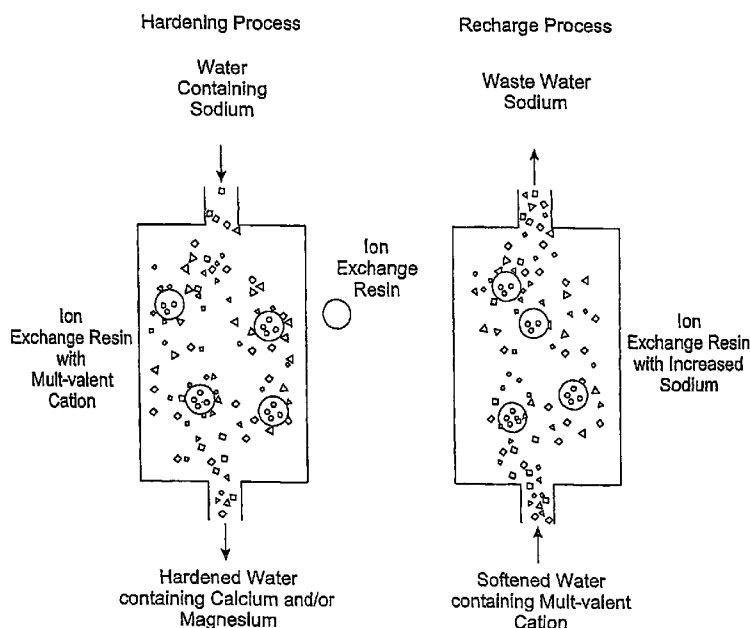 Hardening Process
Water
Containing
Sodium
Ion
Exchange
Resin
Ion
Exchange Resin
with
Mult-valent
Cation
Hardened Water
containing Calcium and/or
Magnesium
Recharge Process
Waste Water
Sodium
Ion
Exchange Resin
with Increased
Sodium
Softened Water
containing Mult-valent
Cation